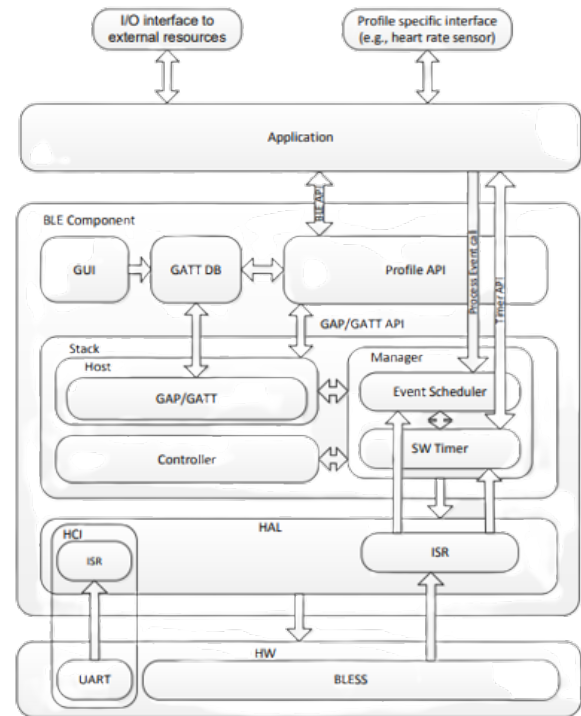 I/O interface to
external resources
Profile specific interface
(e.g., heart rate sensor)
Application
BLE API
Process Event call
Timer API
BLE Component
GUI
GATT DB
Profile API
GAP/GATT API
Stack
Host
GAP/GATT
Manager
Event Scheduler
Controller
SW Timer
HAL
HCI
ISR
ISR
HW
UART
BLESS